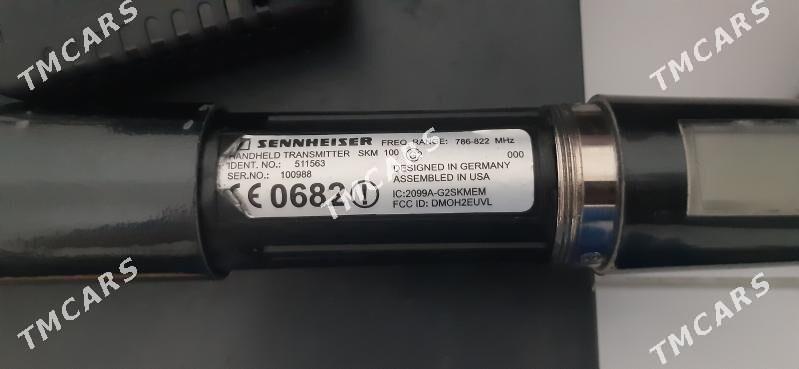 TMCARS
TMCARS
TMCARS
SENNHEISER FREQ. RANGE: 786-822 MHz
HANDHELD TRANSMITTER SKM 100 000
IDENT. NO.: 511563
SER.NO.: 100988
DESIGNED IN GERMANY
ASSEMBLED IN USA
CE 0682
IC:2099A-G2SKMEM
FCC ID: DMOH2EUVL
TMCARS
TMCARS
TMCARS